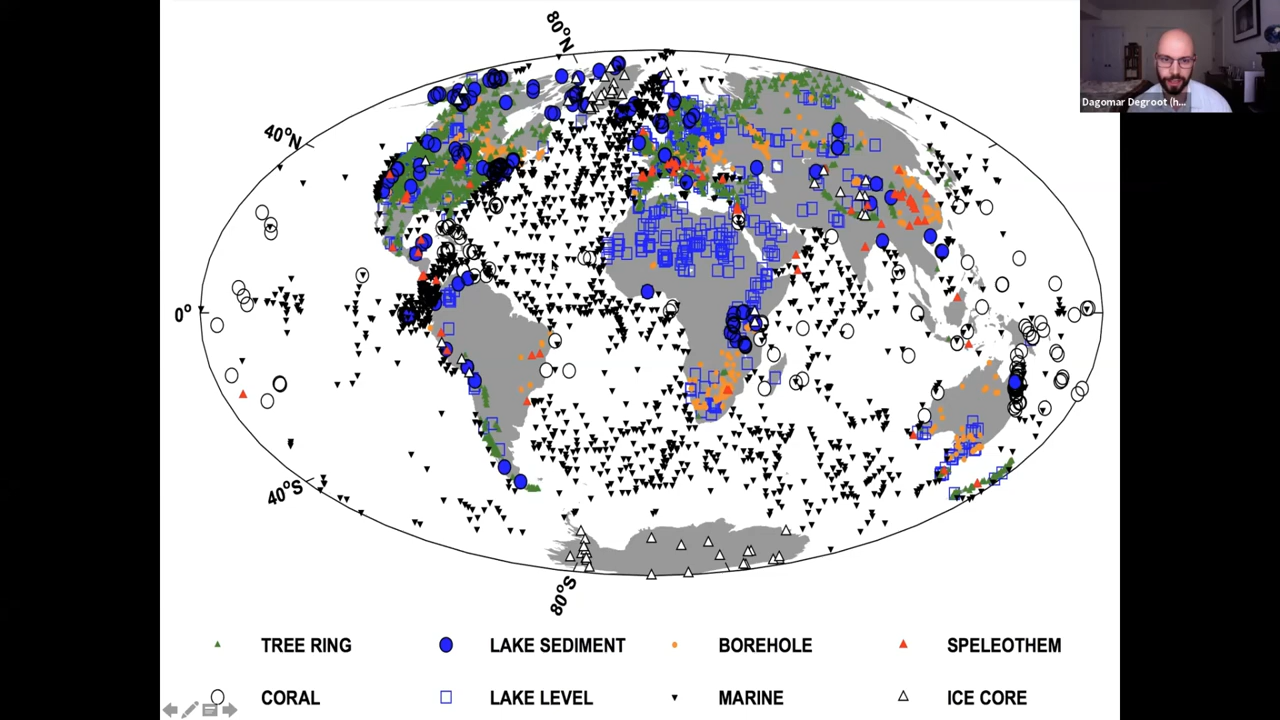 80°N
Dagomar Degroot (h...
40°N
0°
40°S
80°S
TREE RING
LAKE SEDIMENT
BOREHOLE
SPELEOTHEM
CORAL
LAKE LEVEL
MARINE
ICE CORE